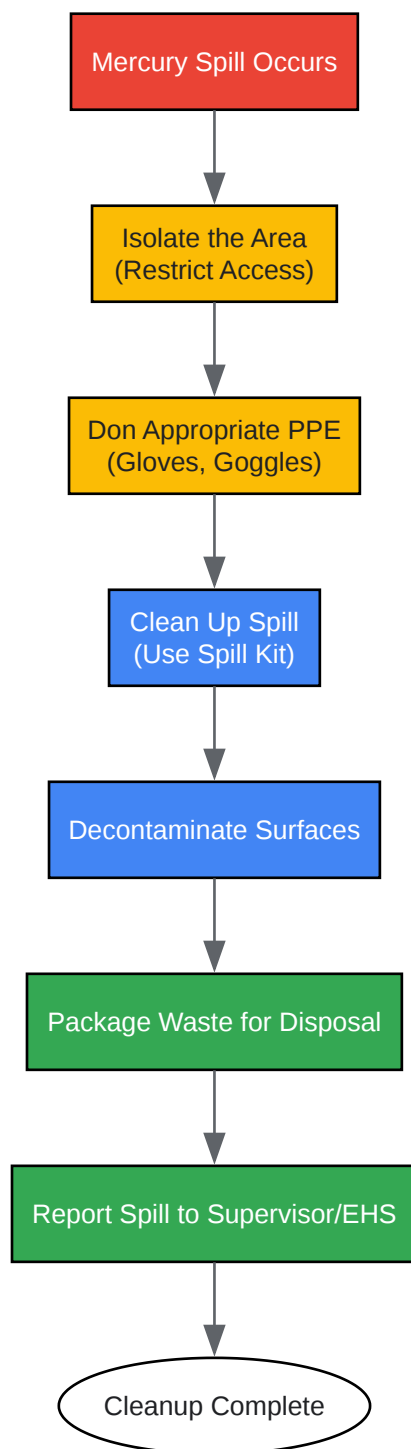 Mercury Spill Occurs
Isolate the Area
(Restrict Access)
Don Appropriate PPE
(Gloves, Goggles)
Clean Up Spill
(Use Spill Kit)
Decontaminate Surfaces
Package Waste for Disposal
Report Spill to Supervisor/EHS
Cleanup Complete